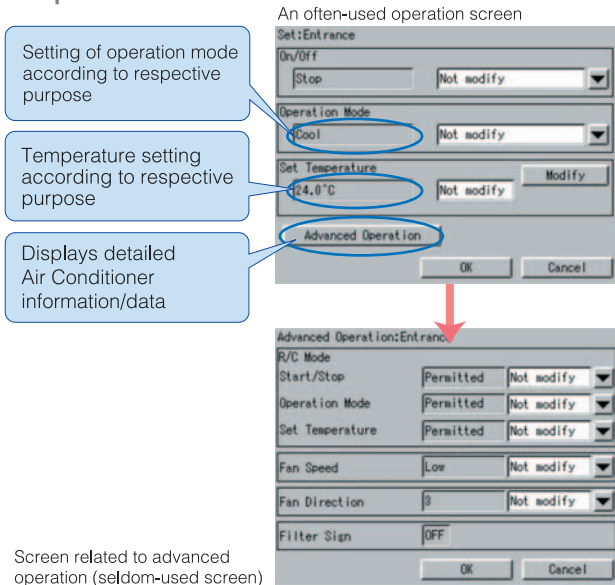 An often-used operation screen
Setting of operation mode
according to respective
purpose
Temperature setting
according to respective
purpose
Displays detailed
Air Conditioner
information/data
Set:Entrance
On/Off
Stop Not modify
Operation Mode
Cool Not modify
Set Temperature Modify
24.0°C Not modify
Advanced Operation
OK Cancel
Advanced Operation:Entrance
R/C Mode
Start/Stop Permitted Not modify
Operation Mode Permitted Not modify
Set Temperature Permitted Not modify
Fan Speed Low Not modify
Fan Direction 3 Not modify
Filter Sign OFF
OK Cancel
Screen related to advanced
operation (seldom-used screen)